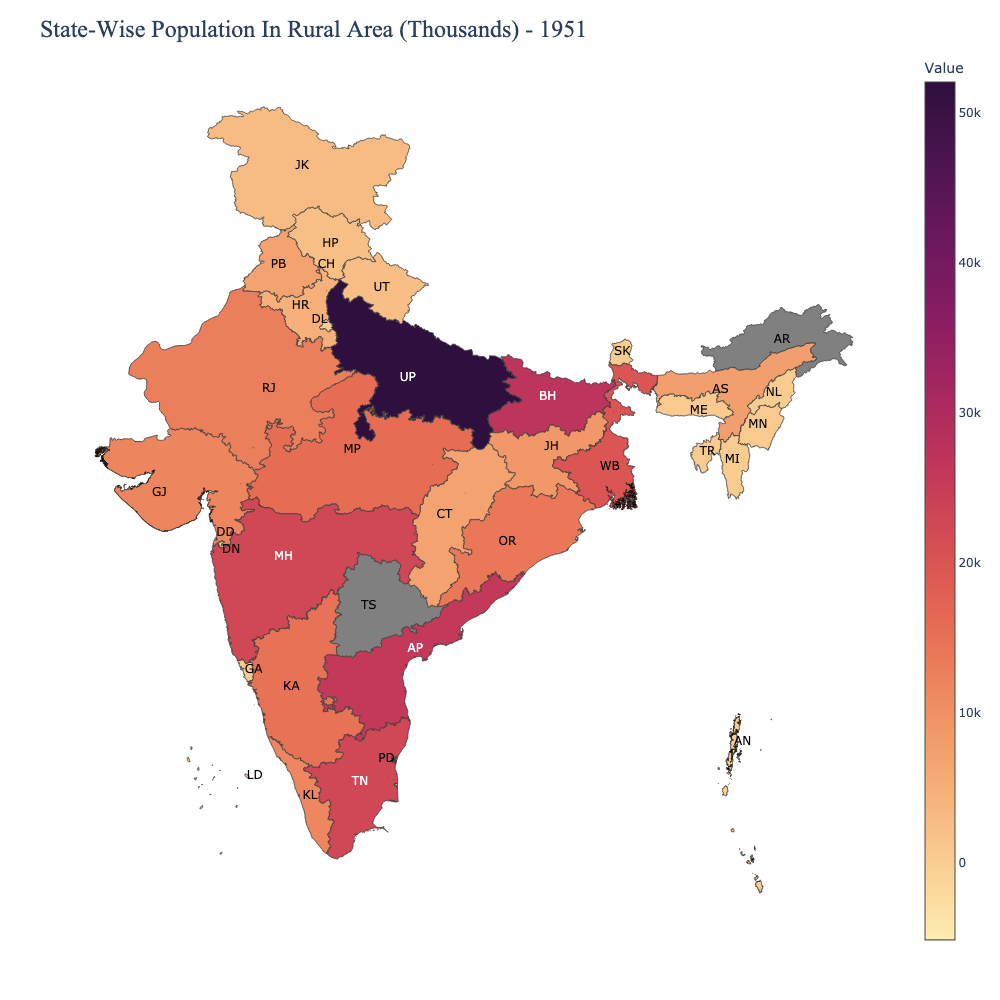 State-Wise Population In Rural Area (Thousands) - 1951
Value
50k
40k
30k
20k
10k
0
JK
HP
PB
CH
UT
HR
DL
RJ
UP
BH
SK
AR
AS
NL
ME
MN
TR
MI
MP
JH
WB
GJ
CT
OR
DD
DN
MH
TS
AP
GA
KA
PD
TN
KL
LD
AN